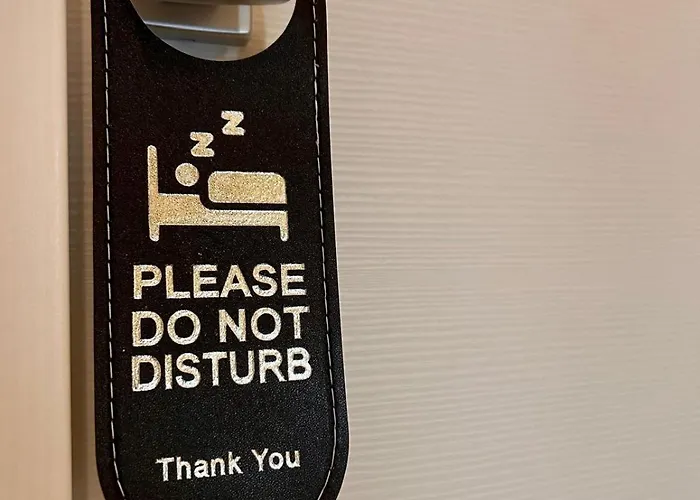 z z
PLEASE
DO NOT
DISTURB
Thank You